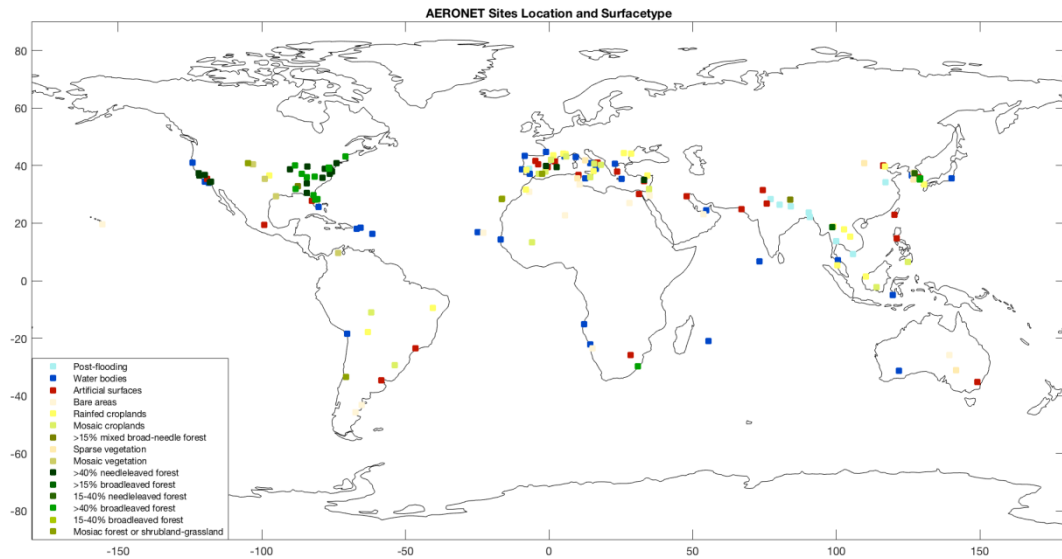 AERONET Sites Location and Surfacetype
80
60
40
20
0
-20
-40
-60
-80
Post-flooding
Water bodies
Artificial surfaces
Bare areas
Rainfed croplands
Mosaic croplands
>15% mixed broad-needle forest
Sparse vegetation
Mosaic vegetation
>40% needleleaved forest
>15% broadleaved forest
15-40% needleleaved forest
>40% broadleaved forest
15-40% broadleaved forest
Mosiac forest or shrubland-grassland
-150 -100 -50 0 50 100 150